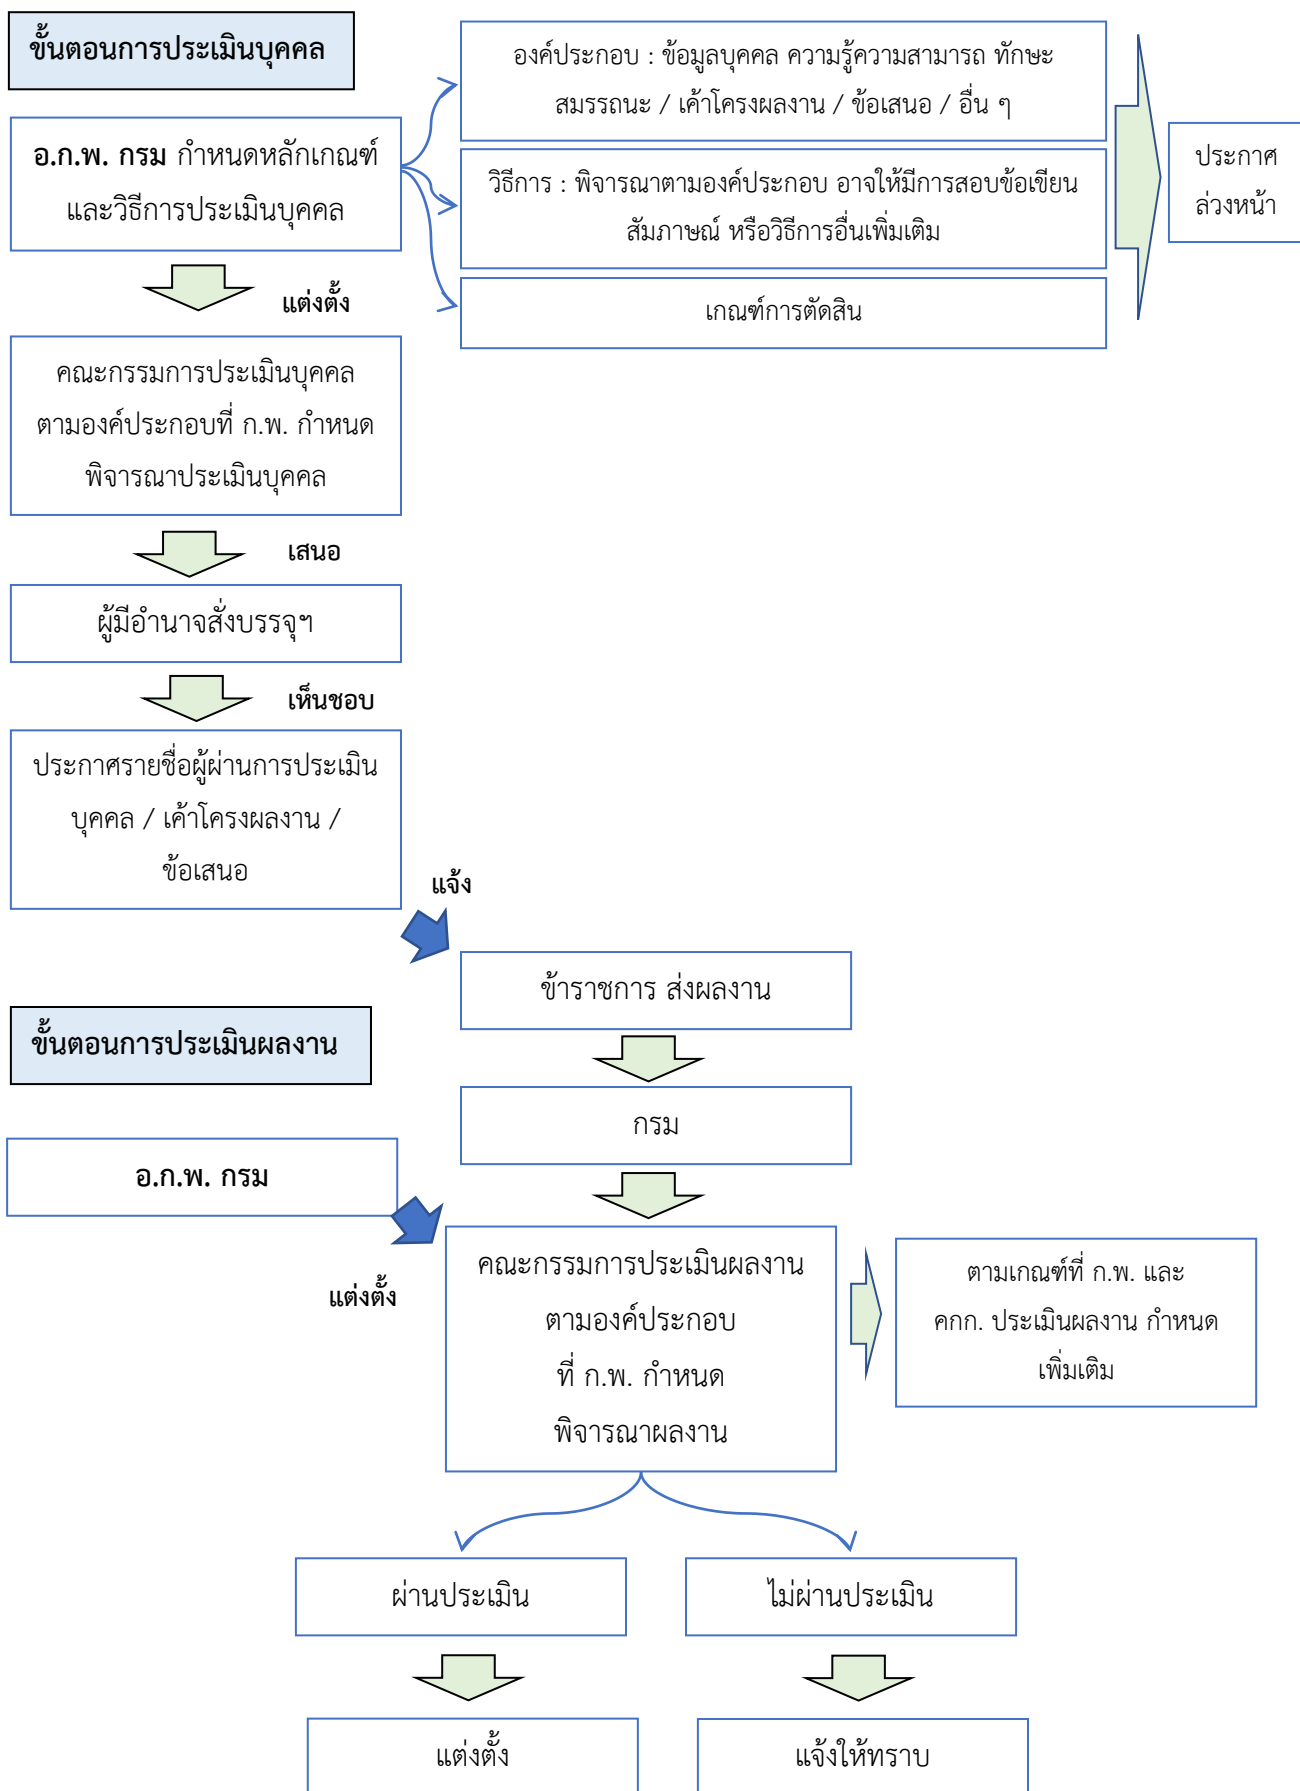 ขั้นตอนการประเมินบุคคล
อ.ก.พ. กรม กำหนดหลักเกณฑ์
และวิธีการประเมินบุคคล
องค์ประกอบ : ข้อมูลบุคคล ความรู้ความสามารถ ทักษะ
สมรรถนะ / เค้าโครงผลงาน / ข้อเสนอ / อื่น ๆ
วิธีการ : พิจารณาตามองค์ประกอบ อาจให้มีการสอบข้อเขียน
สัมภาษณ์ หรือวิธีการอื่นเพิ่มเติม
เกณฑ์การตัดสิน
ประกาศ
ล่วงหน้า
แต่งตั้ง
คณะกรรมการประเมินบุคคล
ตามองค์ประกอบที่ ก.พ. กำหนด
พิจารณาประเมินบุคคล
เสนอ
ผู้มีอำนาจสั่งบรรจุฯ
เห็นชอบ
ประกาศรายชื่อผู้ผ่านการประเมิน
บุคคล / เค้าโครงผลงาน /
ข้อเสนอ
แจ้ง
ข้าราชการ ส่งผลงาน
ขั้นตอนการประเมินผลงาน
กรม
อ.ก.พ. กรม
แต่งตั้ง
คณะกรรมการประเมินผลงาน
ตามองค์ประกอบ
ที่ ก.พ. กำหนด
พิจารณาผลงาน
ตามเกณฑ์ที่ ก.พ. และ
คกก. ประเมินผลงาน กำหนด
เพิ่มเติม
ผ่านประเมิน
ไม่ผ่านประเมิน
แต่งตั้ง
แจ้งให้ทราบ